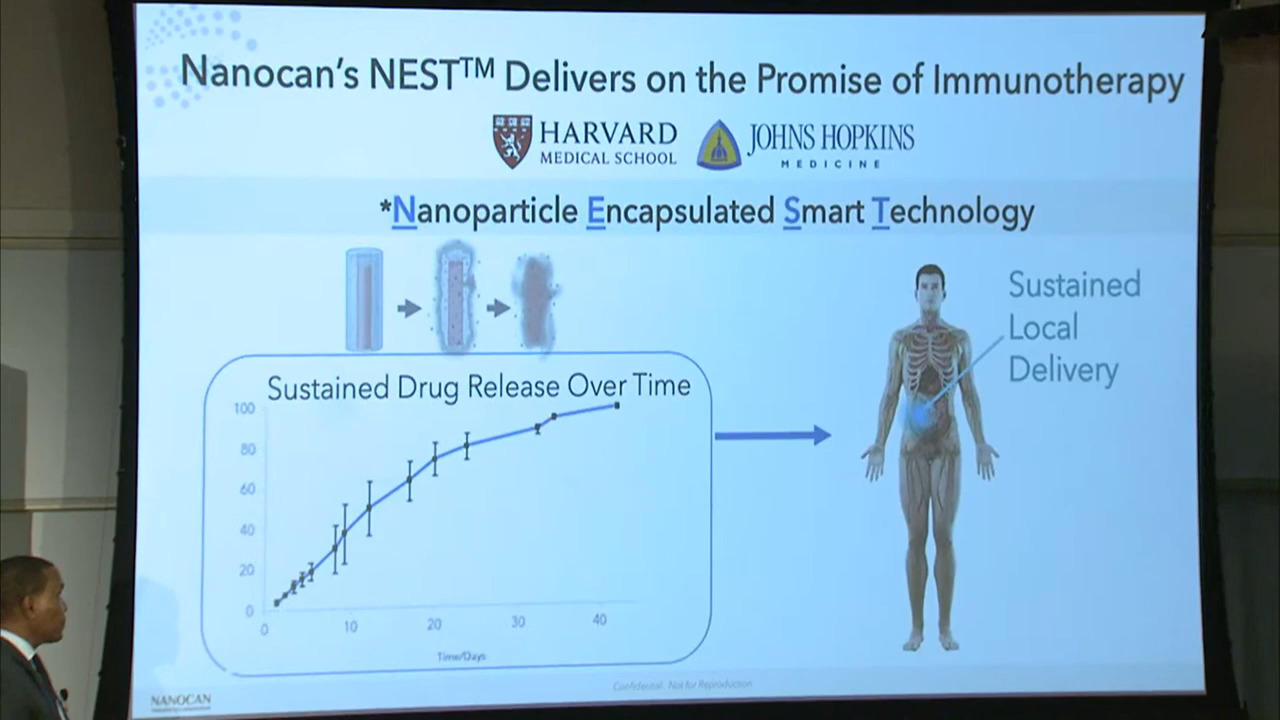 Nanocan's NEST™ Delivers on the Promise of Immunotherapy
HARVARD
MEDICAL SCHOOL
JOHNS HOPKINS
MEDICINE
*Nanoparticle Encapsulated Smart Technology
Sustained
Local
Delivery
Sustained Drug Release Over Time
100
80
60
40
20
0
0 10 20 30 40
Time/Days
Confidential. Not for Reproduction
NANOCAN